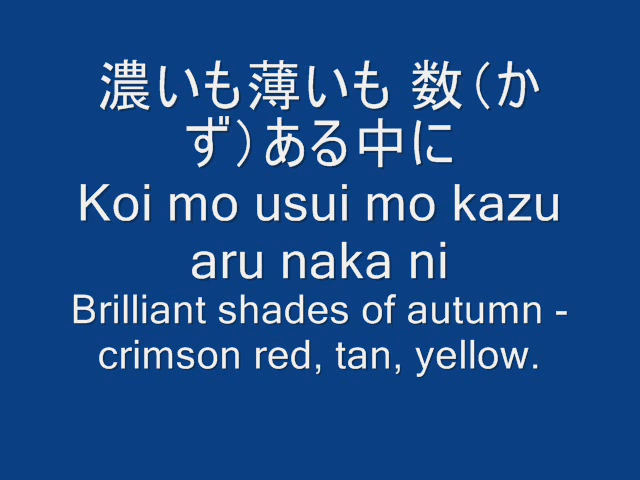 濃いも薄いも 数（か
ず）ある中に
Koi mo usui mo kazu
aru naka ni
Brilliant shades of autumn -
crimson red, tan, yellow.